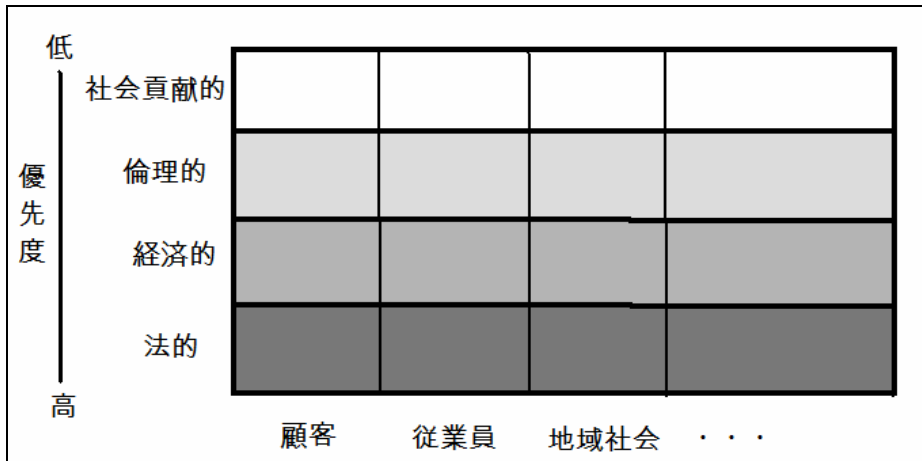 低
社会貢献的
倫理的
優先度
経済的
法的
高
顧客 従業員 地域社会 ・・・